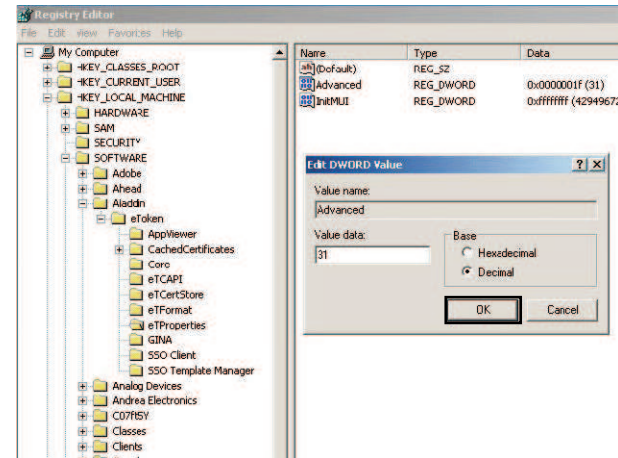 Registry Editor
File Edit View Favorites Help
My Computer
HKEY_CLASSES_ROOT
HKEY_CURRENT_USER
HKEY_LOCAL_MACHINE
HARDWARE
SAM
SECURITY
SOFTWARE
Adobe
Ahead
Aladdin
eToken
AppViewer
CachedCertificates
Core
eTCAPI
eTCertStore
eTFormat
eTProperties
GINA
SSO Client
SSO Template Manager
Analog Devices
Andrea Electronics
C07ft5Y
Classes
Clients
Name Type Data
(Default) REG_SZ
Advanced REG_DWORD 0x0000001f (31)
InitMUI REG_DWORD 0xffffffff (42949672
Edit DWORD Value
Value name:
Advanced
Value data:
31
Base
Hexadecimal
Decimal
OK Cancel